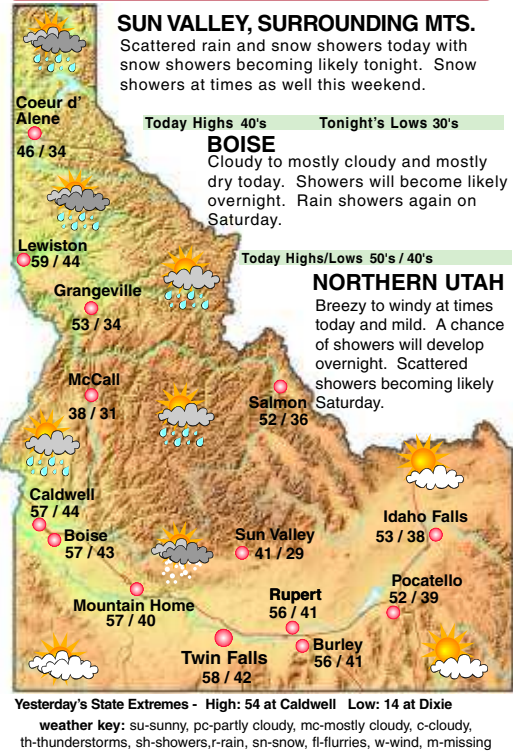 SUN VALLEY, SURROUNDING MTS.
Scattered rain and snow showers today with
snow showers becoming likely tonight. Snow
showers at times as well this weekend.
Today Highs 40's Tonight's Lows 30's
BOISE
Cloudy to mostly cloudy and mostly
dry today. Showers will become likely
overnight. Rain showers again on
Saturday.
Today Highs/Lows 50's / 40's
NORTHERN UTAH
Breezy to windy at times
today and mild. A chance
of showers will develop
overnight. Scattered
showers becoming likely
Saturday.
Coeur d'
Alene
46 / 34
Lewiston
59 / 44
Grangeville
53 / 34
McCall
38 / 31
Salmon
52 / 36
Caldwell
57 / 44
Boise
57 / 43
Sun Valley
41 / 29
Idaho Falls
53 / 38
Mountain Home
57 / 40
Rupert
56 / 41
Pocatello
52 / 39
Twin Falls
58 / 42
Burley
56 / 41
Yesterday's State Extremes - High: 54 at Caldwell Low: 14 at Dixie
weather key: su-sunny, pc-partly cloudy, mc-mostly cloudy, c-cloudy,
th-thunderstorms, sh-showers,r-rain, sn-snow, fl-flurries, w-wind, m-missing